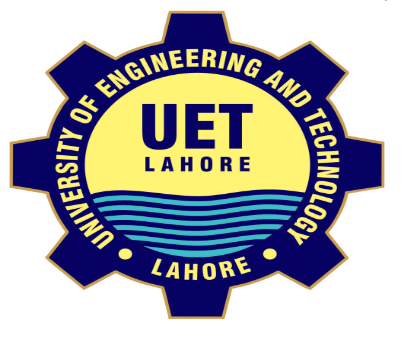 UNIVERSITY OF ENGINEERING AND TECHNOLOGY
UET
LAHORE
LAHORE